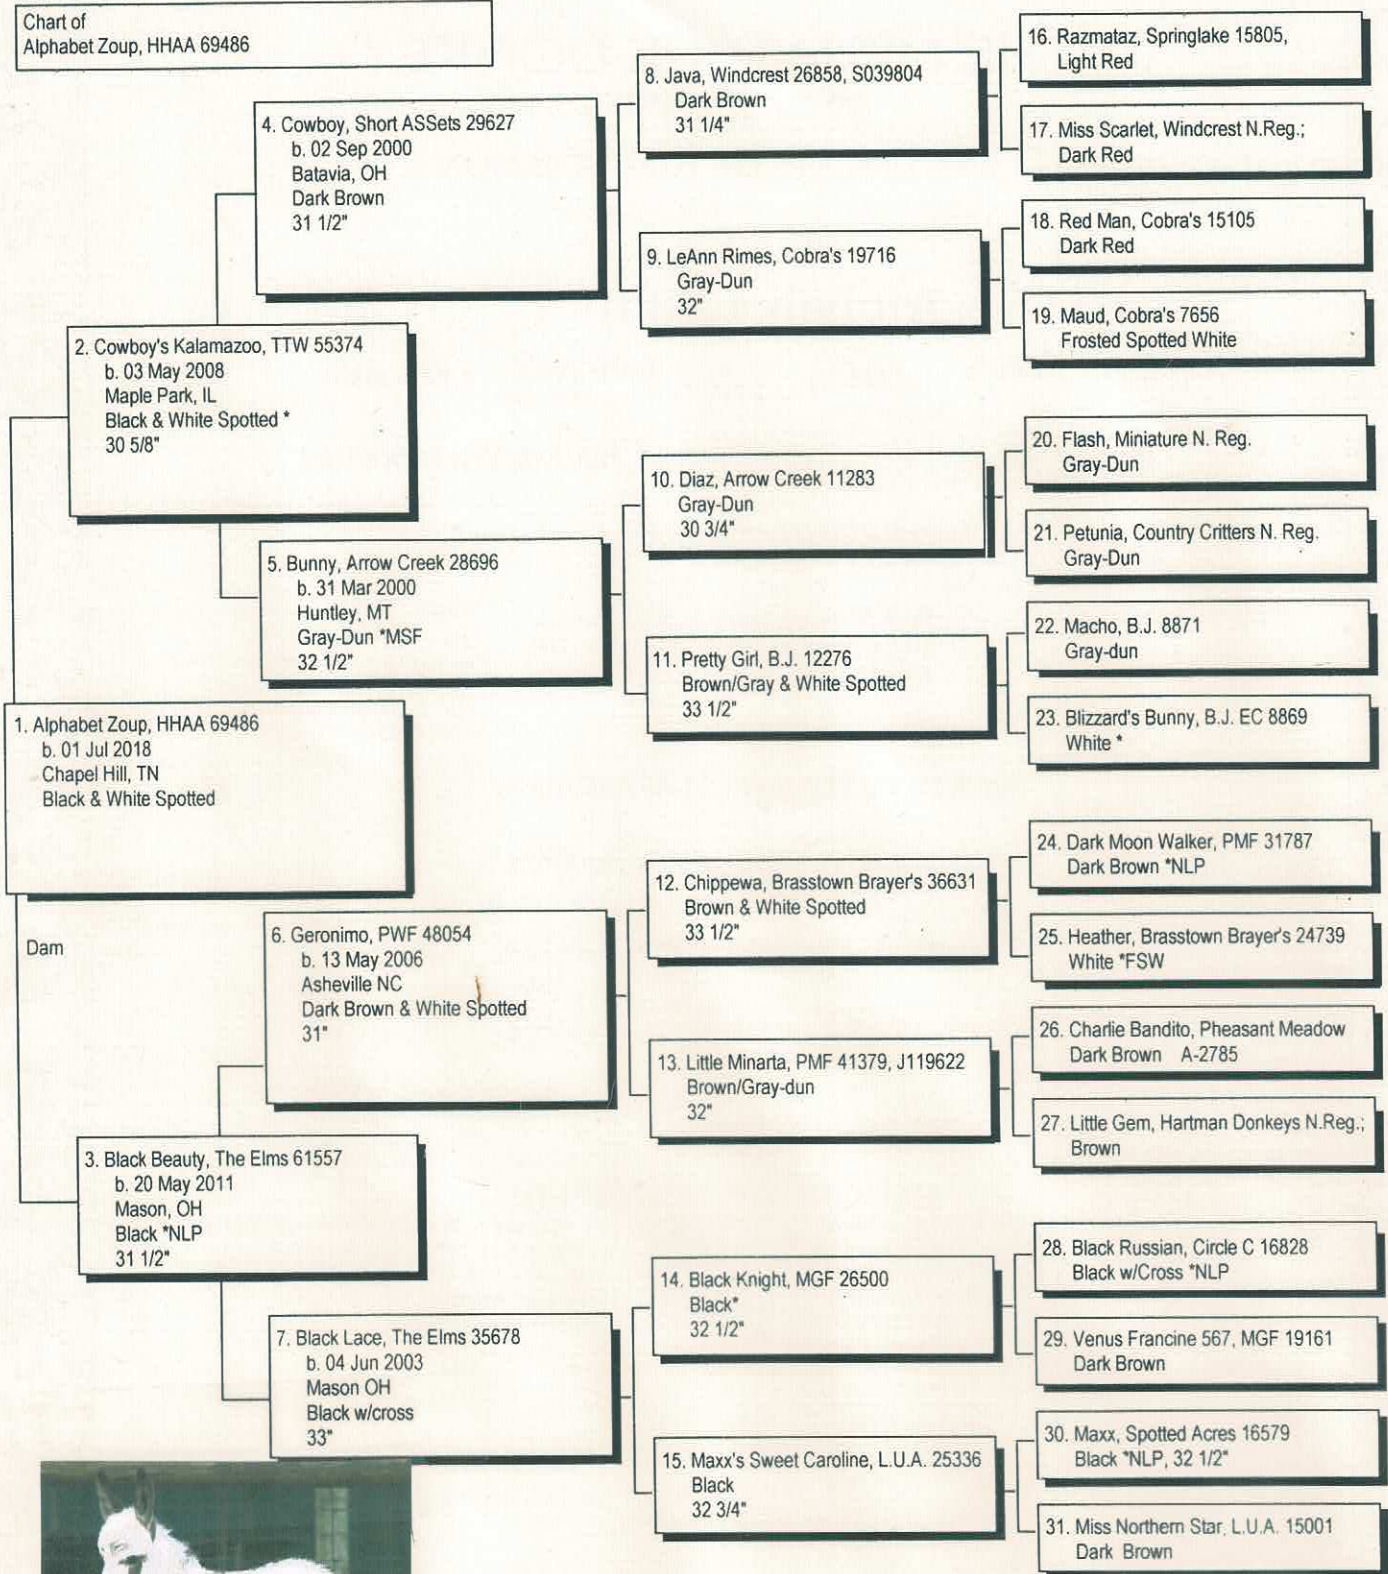 Chart of
Alphabet Zoup, HHAA 69486
1. Alphabet Zoup, HHAA 69486
b. 01 Jul 2018
Chapel Hill, TN
Black & White Spotted
Dam
2. Cowboy's Kalamazoo, TTW 55374
b. 03 May 2008
Maple Park, IL
Black & White Spotted *
30 5/8"
3. Black Beauty, The Elms 61557
b. 20 May 2011
Mason, OH
Black *NLP
31 1/2"
4. Cowboy, Short ASSets 29627
b. 02 Sep 2000
Batavia, OH
Dark Brown
31 1/2"
5. Bunny, Arrow Creek 28696
b. 31 Mar 2000
Huntley, MT
Gray-Dun *MSF
32 1/2"
6. Geronimo, PWF 48054
b. 13 May 2006
Asheville NC
Dark Brown & White Spotted
31"
7. Black Lace, The Elms 35678
b. 04 Jun 2003
Mason OH
Black w/cross
33"
8. Java, Windcrest 26858, S039804
Dark Brown
31 1/4"
9. LeAnn Rimes, Cobra's 19716
Gray-Dun
32"
10. Diaz, Arrow Creek 11283
Gray-Dun
30 3/4"
11. Pretty Girl, B.J. 12276
Brown/Gray & White Spotted
33 1/2"
12. Chippewa, Brasstown Brayer's 36631
Brown & White Spotted
33 1/2"
13. Little Minarta, PMF 41379, J119622
Brown/Gray-dun
32"
14. Black Knight, MGF 26500
Black*
32 1/2"
15. Maxx's Sweet Caroline, L.U.A. 25336
Black
32 3/4"
16. Razmataz, Springlake 15805,
Light Red
17. Miss Scarlet, Windcrest N.Reg.;
Dark Red
18. Red Man, Cobra's 15105
Dark Red
19. Maud, Cobra's 7656
Frosted Spotted White
20. Flash, Miniature N. Reg.
Gray-Dun
21. Petunia, Country Critters N. Reg.
Gray-Dun
22. Macho, B.J. 8871
Gray-dun
23. Blizzard's Bunny, B.J. EC 8869
White *
24. Dark Moon Walker, PMF 31787
Dark Brown *NLP
25. Heather, Brasstown Brayer's 24739
White *FSW
26. Charlie Bandito, Pheasant Meadow
Dark Brown A-2785
27. Little Gem, Hartman Donkeys N.Reg.;
Brown
28. Black Russian, Circle C 16828
Black w/Cross *NLP
29. Venus Francine 567, MGF 19161
Dark Brown
30. Maxx, Spotted Acres 16579
Black *NLP, 32 1/2"
31. Miss Northern Star, L.U.A. 15001
Dark Brown